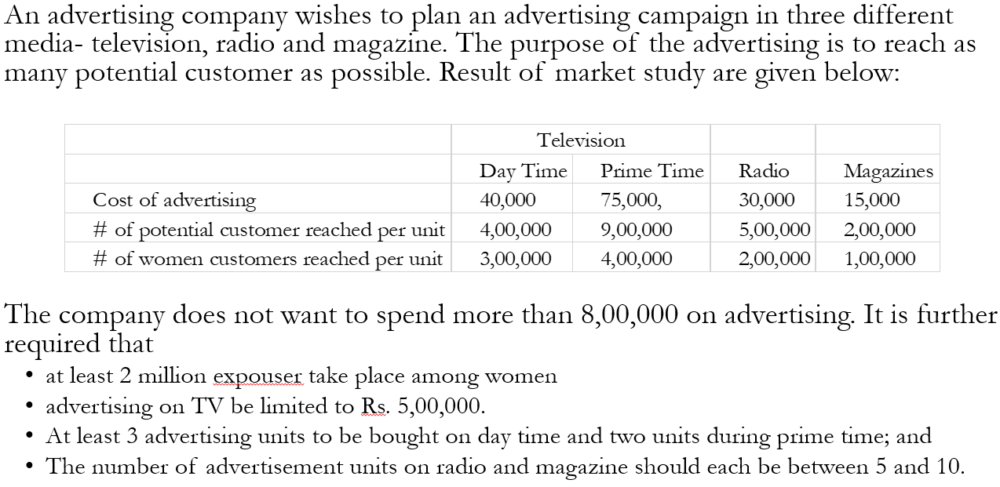 An advertising company wishes to plan an advertising campaign in three different
media- television, radio and magazine. The purpose of the advertising is to reach as
many potential customer as possible. Result of market study are given below:
Television
Day Time Prime Time Radio Magazines
Cost of advertising 40,000 75,000, 30,000 15,000
# of potential customer reached per unit 4,00,000 9,00,000 5,00,000 2,00,000
# of women customers reached per unit 3,00,000 4,00,000 2,00,000 1,00,000
The company does not want to spend more than 8,00,000 on advertising. It is further
required that
• at least 2 million expouser take place among women
• advertising on TV be limited to Rs. 5,00,000.
• At least 3 advertising units to be bought on day time and two units during prime time; and
• The number of advertisement units on radio and magazine should each be between 5 and 10.